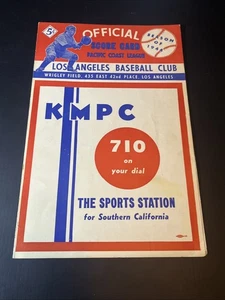 5¢
OFFICIAL
SCORE CARD
PACIFIC COAST LEAGUE
SEASON
OF
LOS ANGELES BASEBALL CLUB
WRIGLEY FIELD, 435 EAST 42nd PLACE, LOS ANGELES
KMPC
710
on
your dial
THE SPORTS STATION
for Southern California